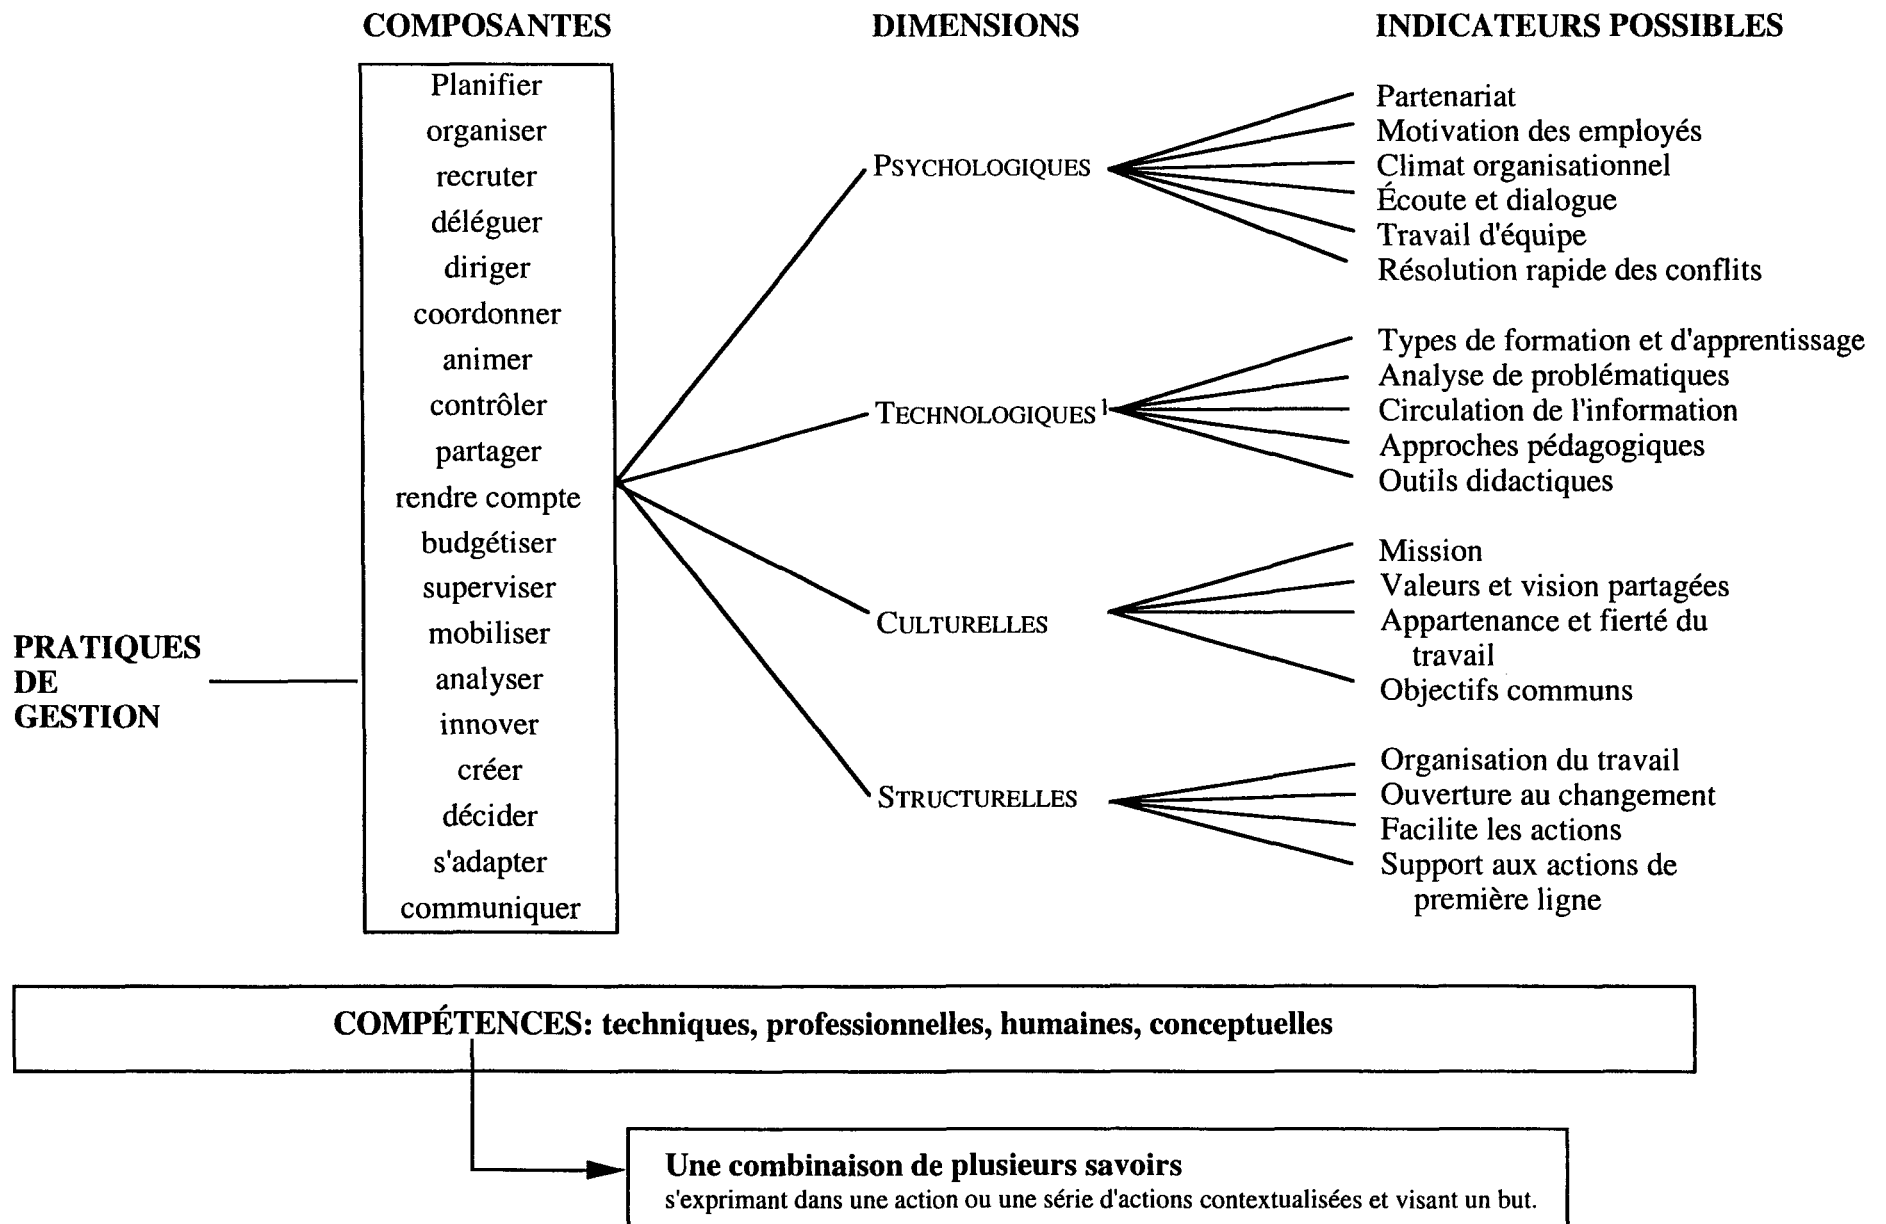 COMPOSANTES
DIMENSIONS
INDICATEURS POSSIBLES
PRATIQUES
DE
GESTION
Planifier
organiser
recruter
déléguer
diriger
coordonner
animer
contrôler
partager
rendre compte
budgétiser
superviser
mobiliser
analyser
innover
créer
décider
s'adapter
communiquer
PSYCHOLOGIQUES
Partenariat
Motivation des employés
Climat organisationnel
Écoute et dialogue
Travail d'équipe
Résolution rapide des conflits
TECHNOLOGIQUES 1
Types de formation et d'apprentissage
Analyse de problématiques
Circulation de l'information
Approches pédagogiques
Outils didactiques
CULTURELLES
Mission
Valeurs et vision partagées
Appartenance et fierté du
travail
Objectifs communs
STRUCTURELLES
Organisation du travail
Ouverture au changement
Facilite les actions
Support aux actions de
première ligne
COMPÉTENCES: techniques, professionnelles, humaines, conceptuelles
Une combinaison de plusieurs savoirs
s'exprimant dans une action ou une série d'actions contextualisées et visant un but.